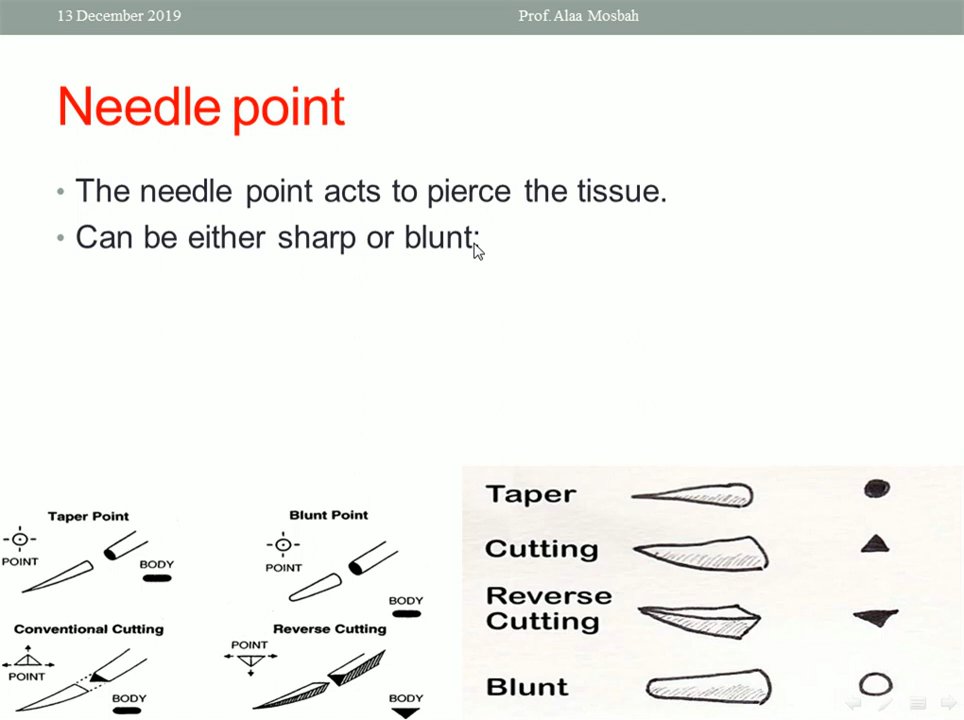 13 December 2019
Prof. Alaa Mosbah
Needle point
• The needle point acts to pierce the tissue.
• Can be either sharp or blunt:
Taper Point
POINT
BODY
Blunt Point
POINT
BODY
Conventional Cutting
POINT
BODY
Reverse Cutting
POINT
BODY
Taper
Cutting
Reverse
Cutting
Blunt